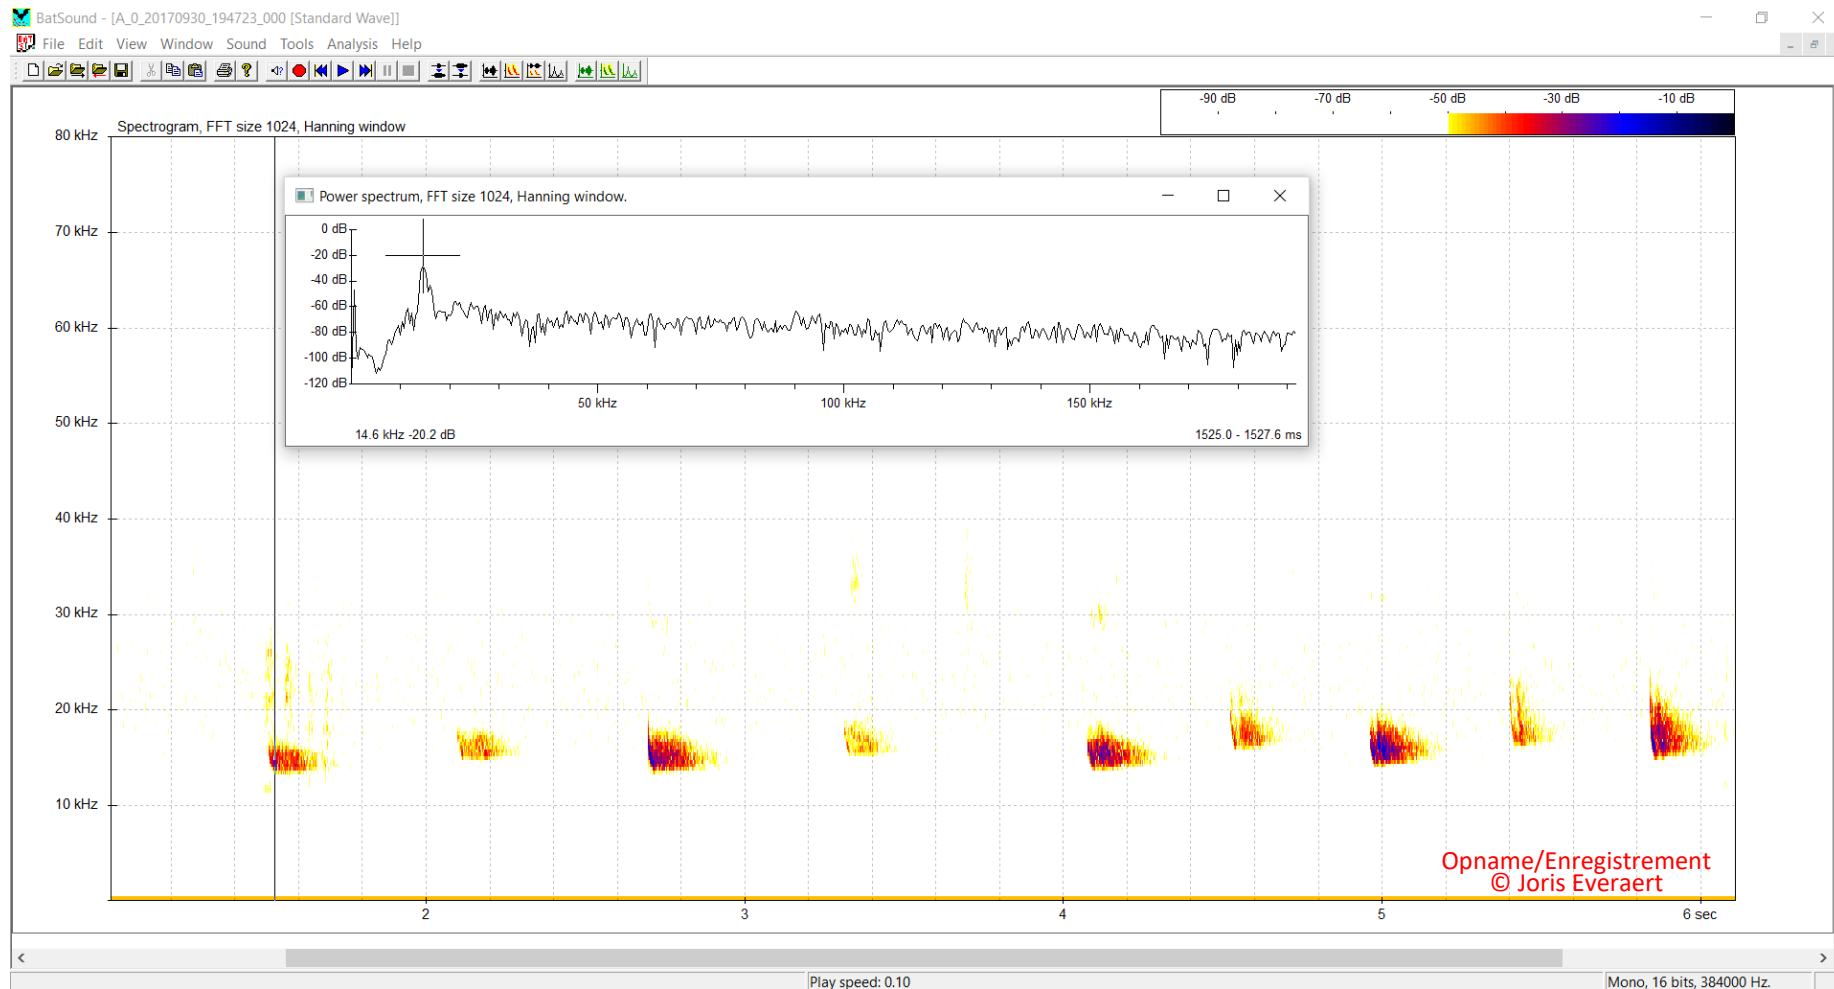 BatSound - [A_0_20170930_194723_000 [Standard Wave]]
File Edit View Window Sound Tools Analysis Help
-90 dB -70 dB -50 dB -30 dB -10 dB
Spectrogram, FFT size 1024, Hanning window
80 kHz
70 kHz
60 kHz
50 kHz
40 kHz
30 kHz
20 kHz
10 kHz
Power spectrum, FFT size 1024, Hanning window.
0 dB
-20 dB
-40 dB
-60 dB
-80 dB
-100 dB
-120 dB
50 kHz 100 kHz 150 kHz
14.6 kHz -20.2 dB 1525.0 - 1527.6 ms
Opname/Enregistrement
© Joris Everaert
2 3 4 5 6 sec
Play speed: 0.10 Mono, 16 bits, 384000 Hz.